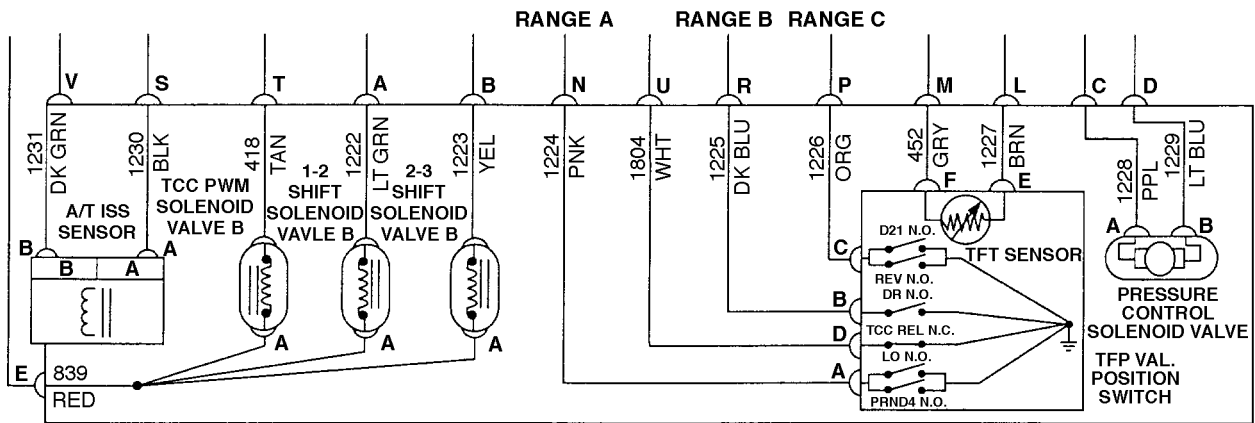 RANGE A RANGE B RANGE C
V S T A B N U R P M L C D
1231
DK GRN
1230
BLK
418
TAN
1222
LT GRN
1223
YEL
1224
PNK
1804
WHT
1225
DK BLU
1226
ORG
452
GRY
1227
BRN
1228
PPL
1229
LT BLU
A/T ISS
SENSOR
TCC PWM
SOLENOID
VALVE B
1-2
SHIFT
SOLENOID
VAVLE B
2-3
SHIFT
SOLENOID
VALVE B
B A
B A
A A A
E 839
RED
F E
TFT SENSOR
C D21 N.O.
REV N.O.
B DR N.O.
D TCC REL N.C.
A LO N.O.
PRND4 N.O.
A B
PRESSURE
CONTROL
SOLENOID VALVE
TFP VAL.
POSITION
SWITCH